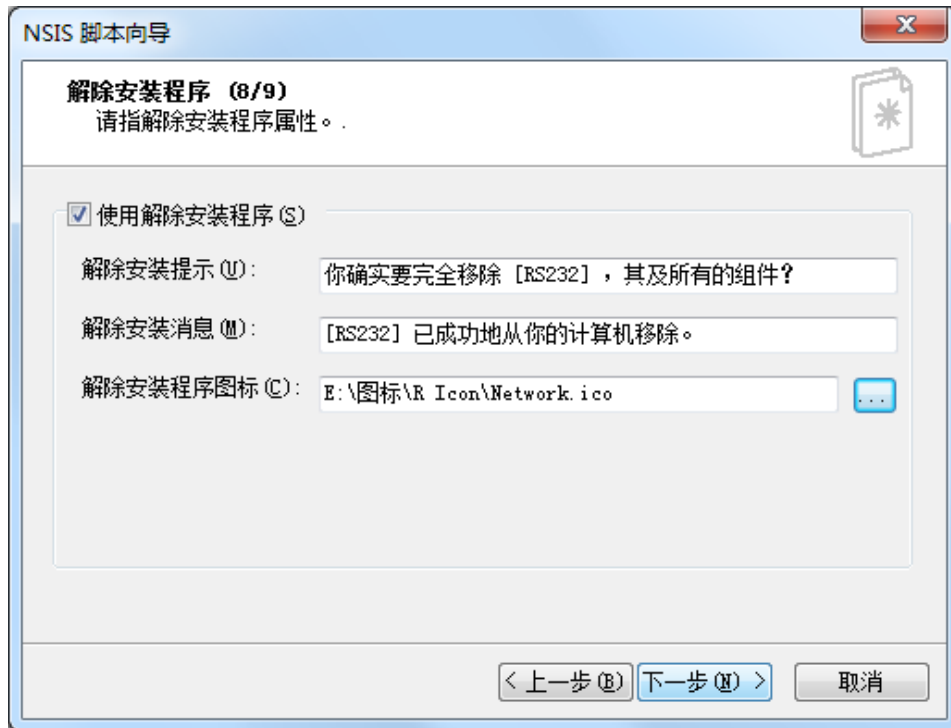 NSIS 脚本向导
解除安装程序 (8/9)
请指解除安装程序属性。.
使用解除安装程序(S)
解除安装提示(U): 你确实要完全移除 [RS232] ，其及所有的组件?
解除安装消息(M): [RS232] 已成功地从你的计算机移除。
解除安装程序图标(C): E:\图标\R Icon\Network.ico ...
< 上一步(B) 下一步(N) > 取消